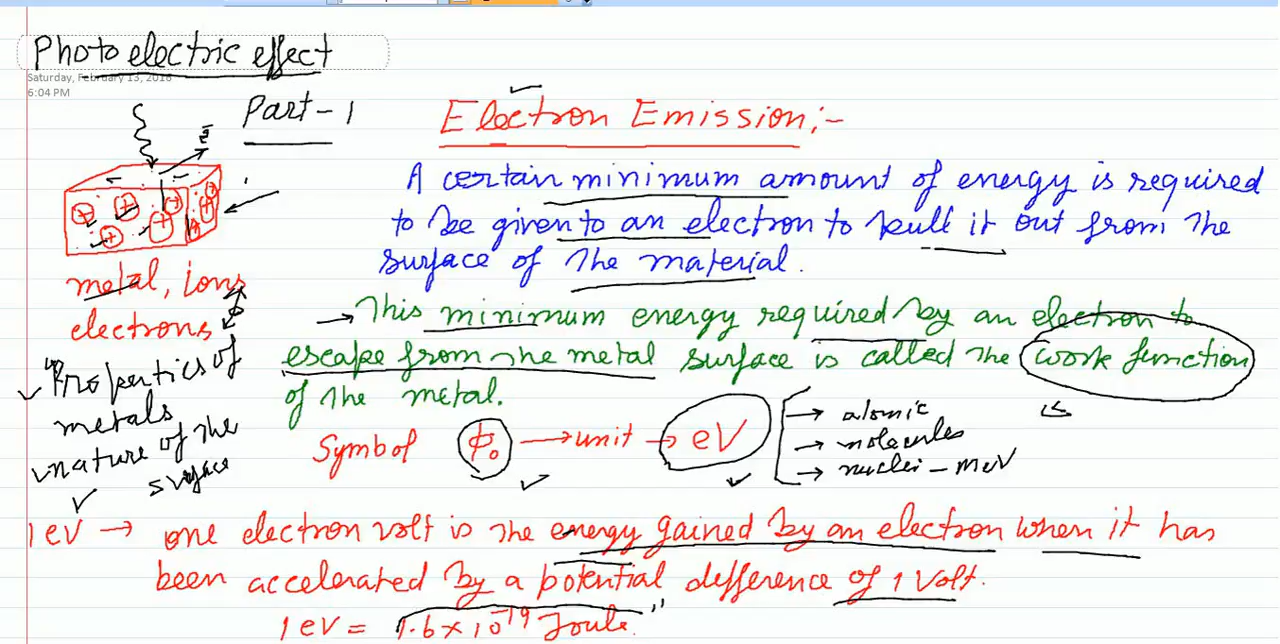 Photoelectric effect
Saturday, February 13, 2016
6:04 PM
Part-1
Electron Emission:-
A certain minimum amount of energy is required
to be given to an electron to pull it out from the
surface of the material.
→ This minimum energy required by an electron to
escape from the metal surface is called the work function
of the metal.
metal, ions
electrons
Properties of
metals
nature of the
surface
Symbol ϕ₀ → unit → eV
→ atomic
→ molecules
→ nuclei - MeV
1eV → one electron volt is the energy gained by an electron when it has
been accelerated by a potential difference of 1 Volt.
1eV = 1.6 × 10⁻¹⁹ Joule.